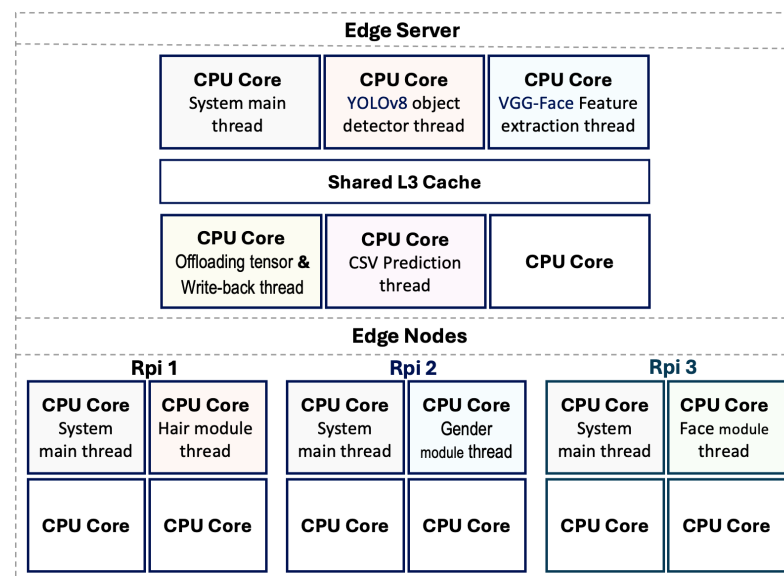 Edge Server
CPU Core
System main
thread
CPU Core
YOLOv8 object
detector thread
CPU Core
VGG-Face Feature
extraction thread
Shared L3 Cache
CPU Core
Offloading tensor &
Write-back thread
CPU Core
CSV Prediction
thread
CPU Core
Edge Nodes
Rpi 1
CPU Core
System
main thread
CPU Core
Hair module
thread
CPU Core
CPU Core
Rpi 2
CPU Core
System
main thread
CPU Core
Gender
module thread
CPU Core
CPU Core
Rpi 3
CPU Core
System
main thread
CPU Core
Face module
thread
CPU Core
CPU Core